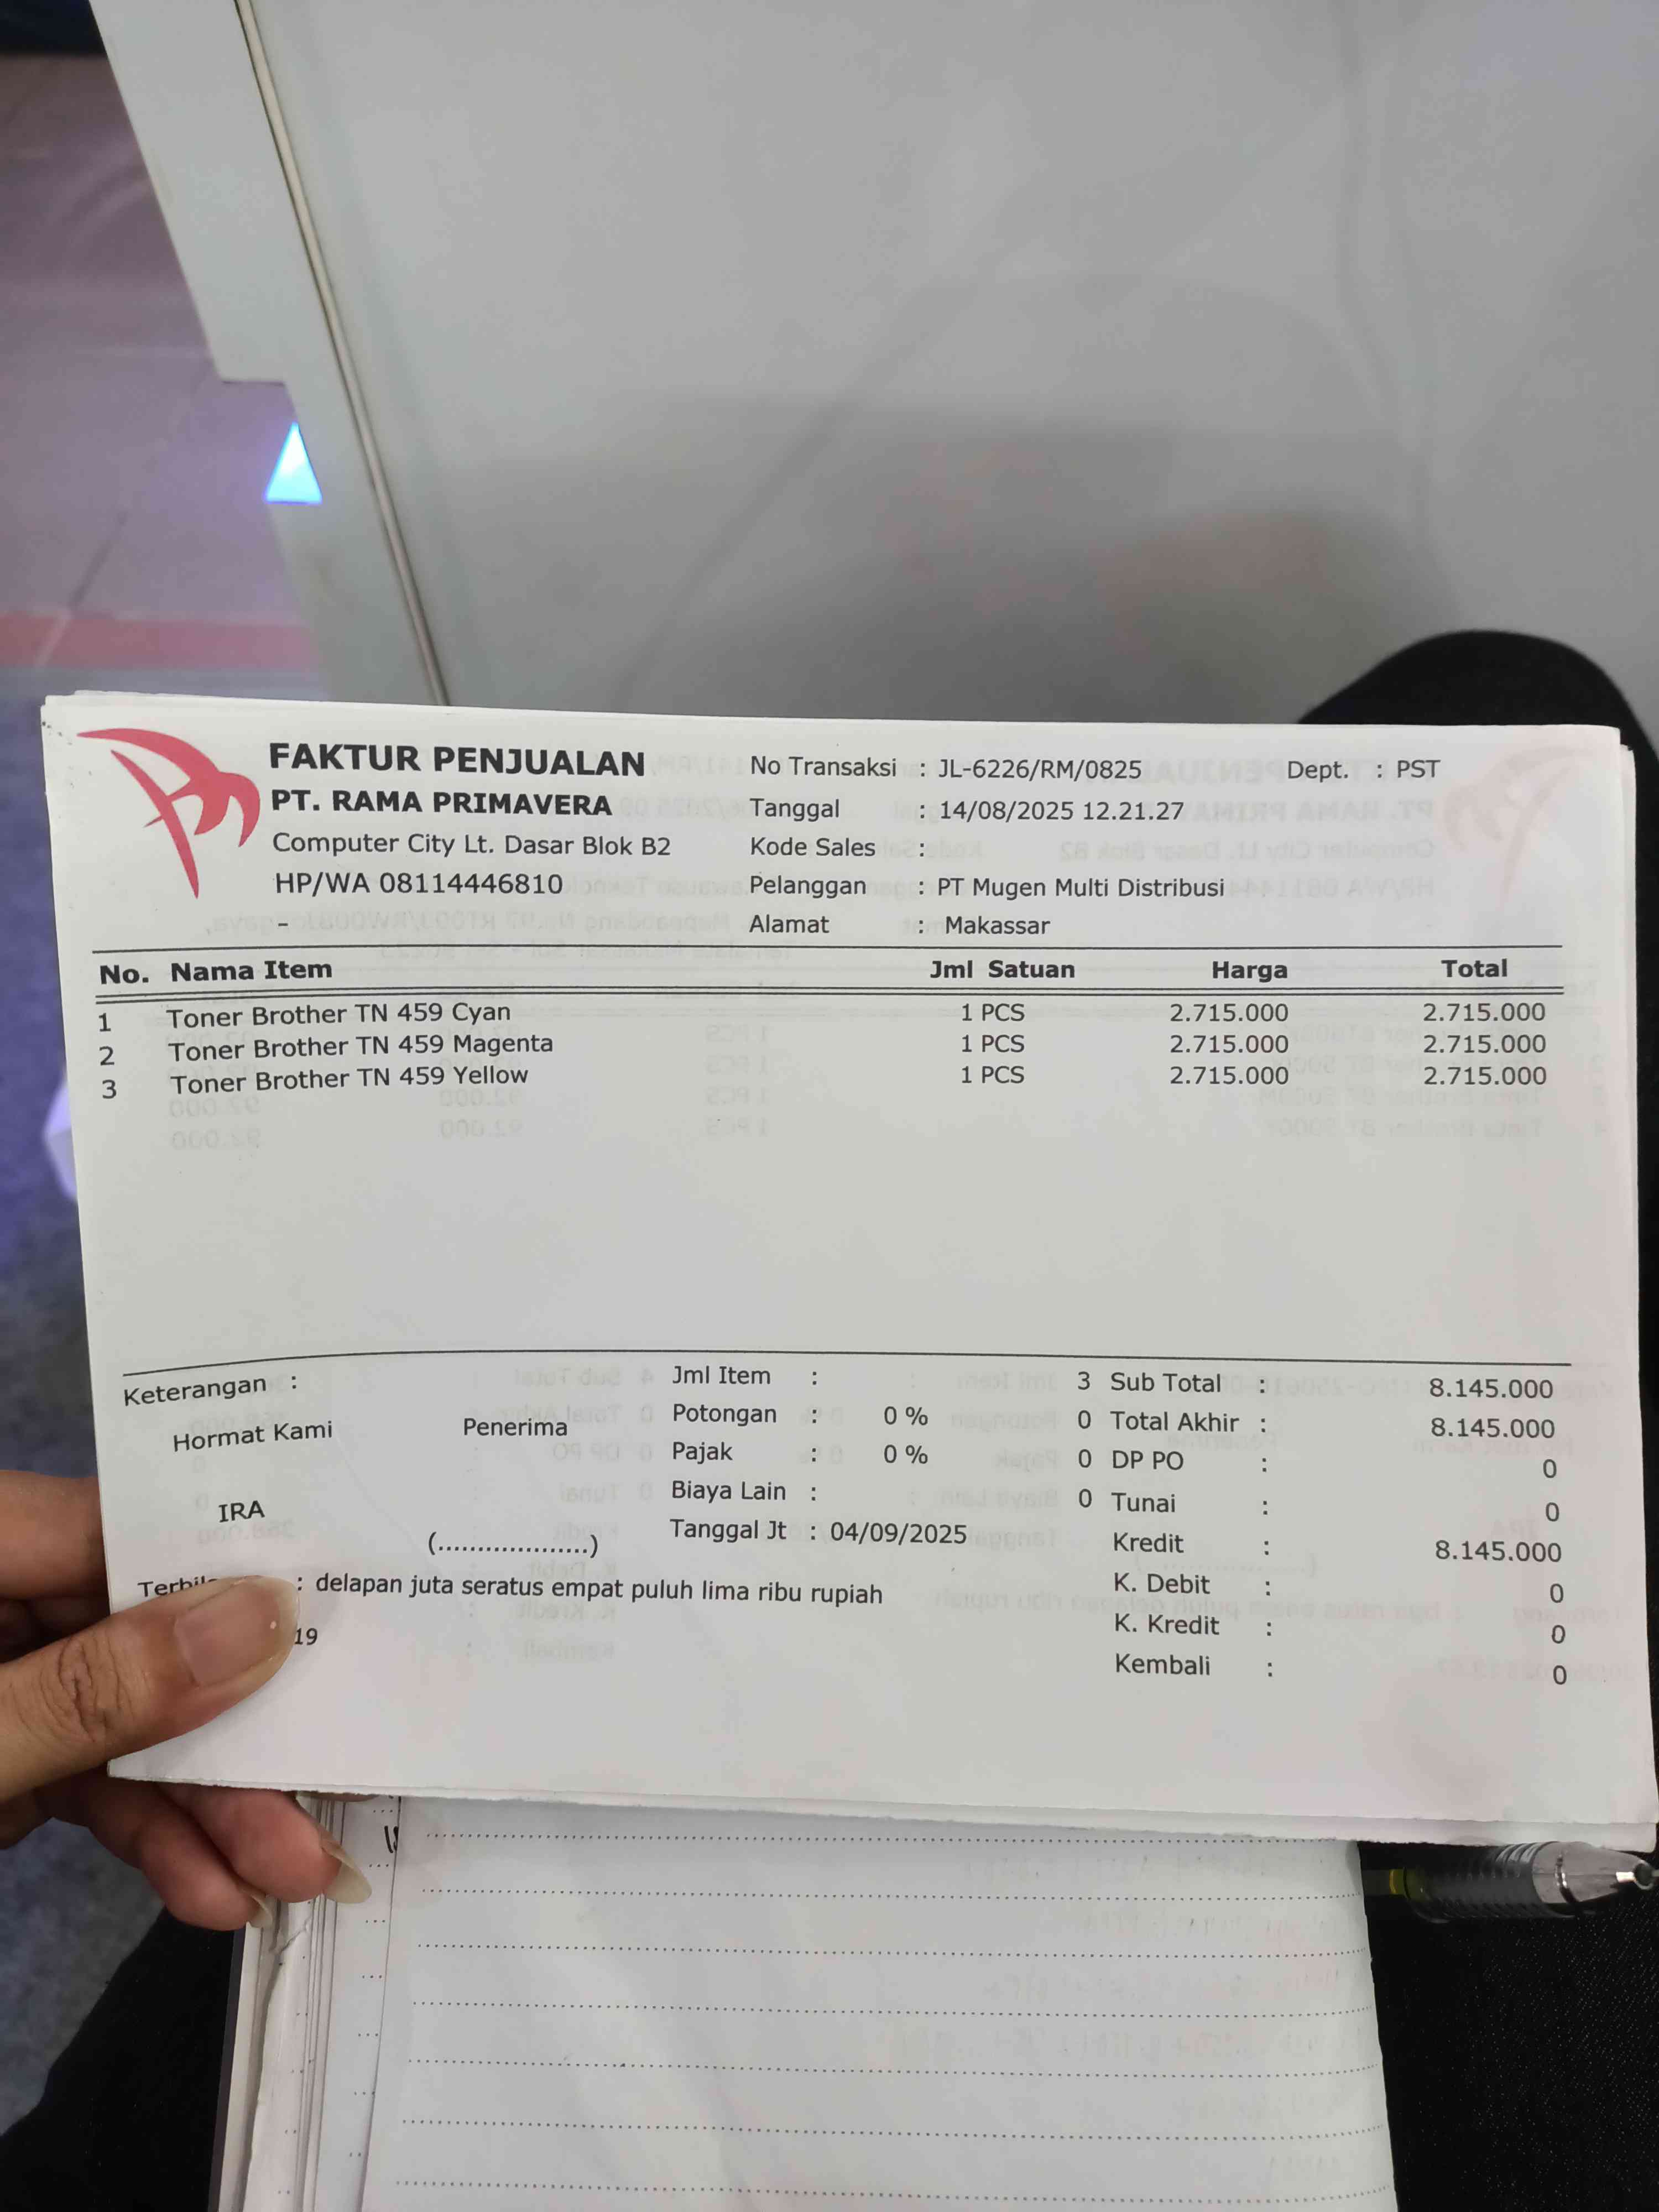 FAKTUR PENJUALAN
PT. RAMA PRIMAVERA
Computer City Lt. Dasar Blok B2
HP/WA 08114446810
-
No Transaksi : JL-6226/RM/0825 Dept. : PST
Tanggal : 14/08/2025 12.21.27
Kode Sales :
Pelanggan : PT Mugen Multi Distribusi
Alamat : Makassar
No. Nama Item Jml Satuan Harga Total
1 Toner Brother TN 459 Cyan 1 PCS 2.715.000 2.715.000
2 Toner Brother TN 459 Magenta 1 PCS 2.715.000 2.715.000
3 Toner Brother TN 459 Yellow 1 PCS 2.715.000 2.715.000
Keterangan :
Hormat Kami Penerima
IRA
(...................)
Jml Item : 3
Potongan : 0 % 0
Pajak : 0 % 0
Biaya Lain : 0
Tanggal Jt : 04/09/2025
Sub Total : 8.145.000
Total Akhir : 8.145.000
DP PO : 0
Tunai : 0
Kredit : 8.145.000
K. Debit : 0
K. Kredit : 0
Kembali : 0
: delapan juta seratus empat puluh lima ribu rupiah
19